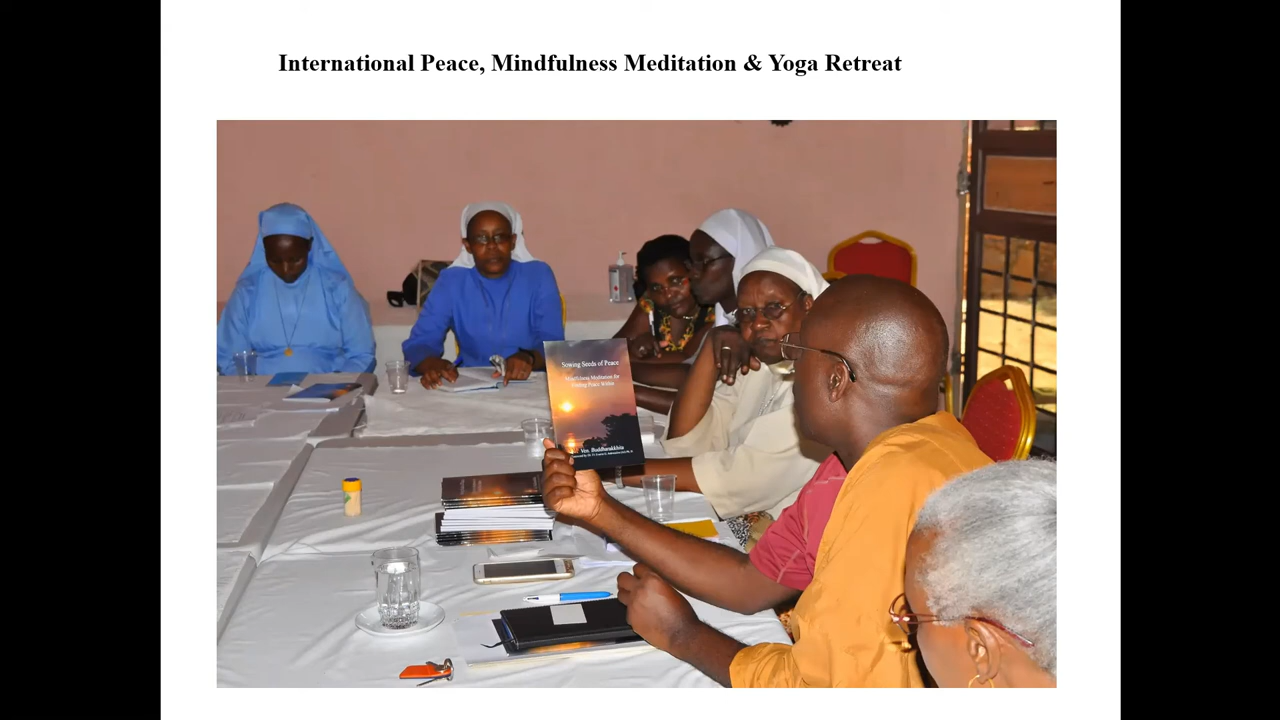 International Peace, Mindfulness Meditation & Yoga Retreat
Sowing Seeds of Peace
Mindfulness Meditation for
Finding Peace Within
Ven. Buddharakkhita